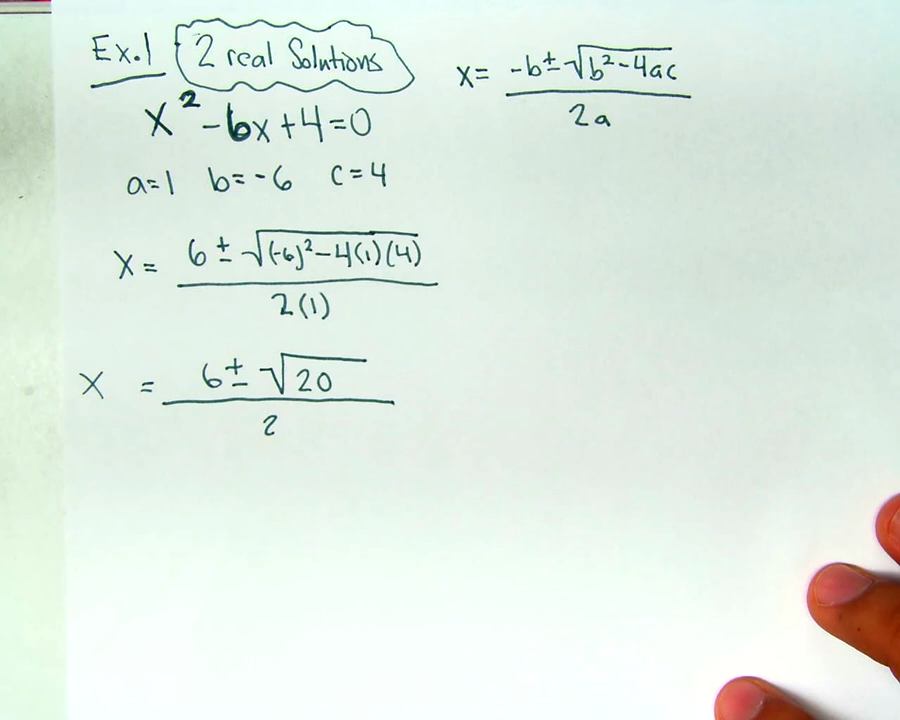 Ex.1 2 real Solutions
x = (-b ± √(b² - 4ac)) / 2a
x² - 6x + 4 = 0
a=1 b=-6 c=4
x = (6 ± √((-6)² - 4(1)(4))) / 2(1)
x = (6 ± √20) / 2